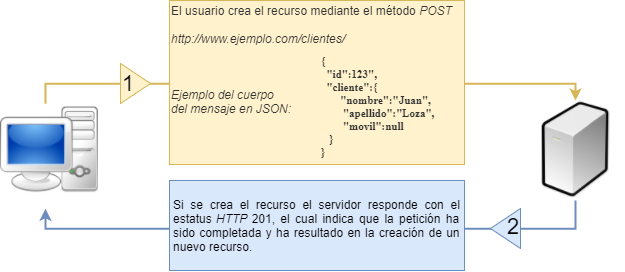 El usuario crea el recurso mediante el método POST
http://www.ejemplo.com/clientes/
1
Ejemplo del cuerpo
del mensaje en JSON:
{
"id":123",
"cliente":{
"nombre":"Juan",
"apellido":"Loza",
"movil":null
}
}
Si se crea el recurso el servidor responde con el
estatus HTTP 201, el cual indica que la petición ha
sido completada y ha resultado en la creación de un
nuevo recurso.
2